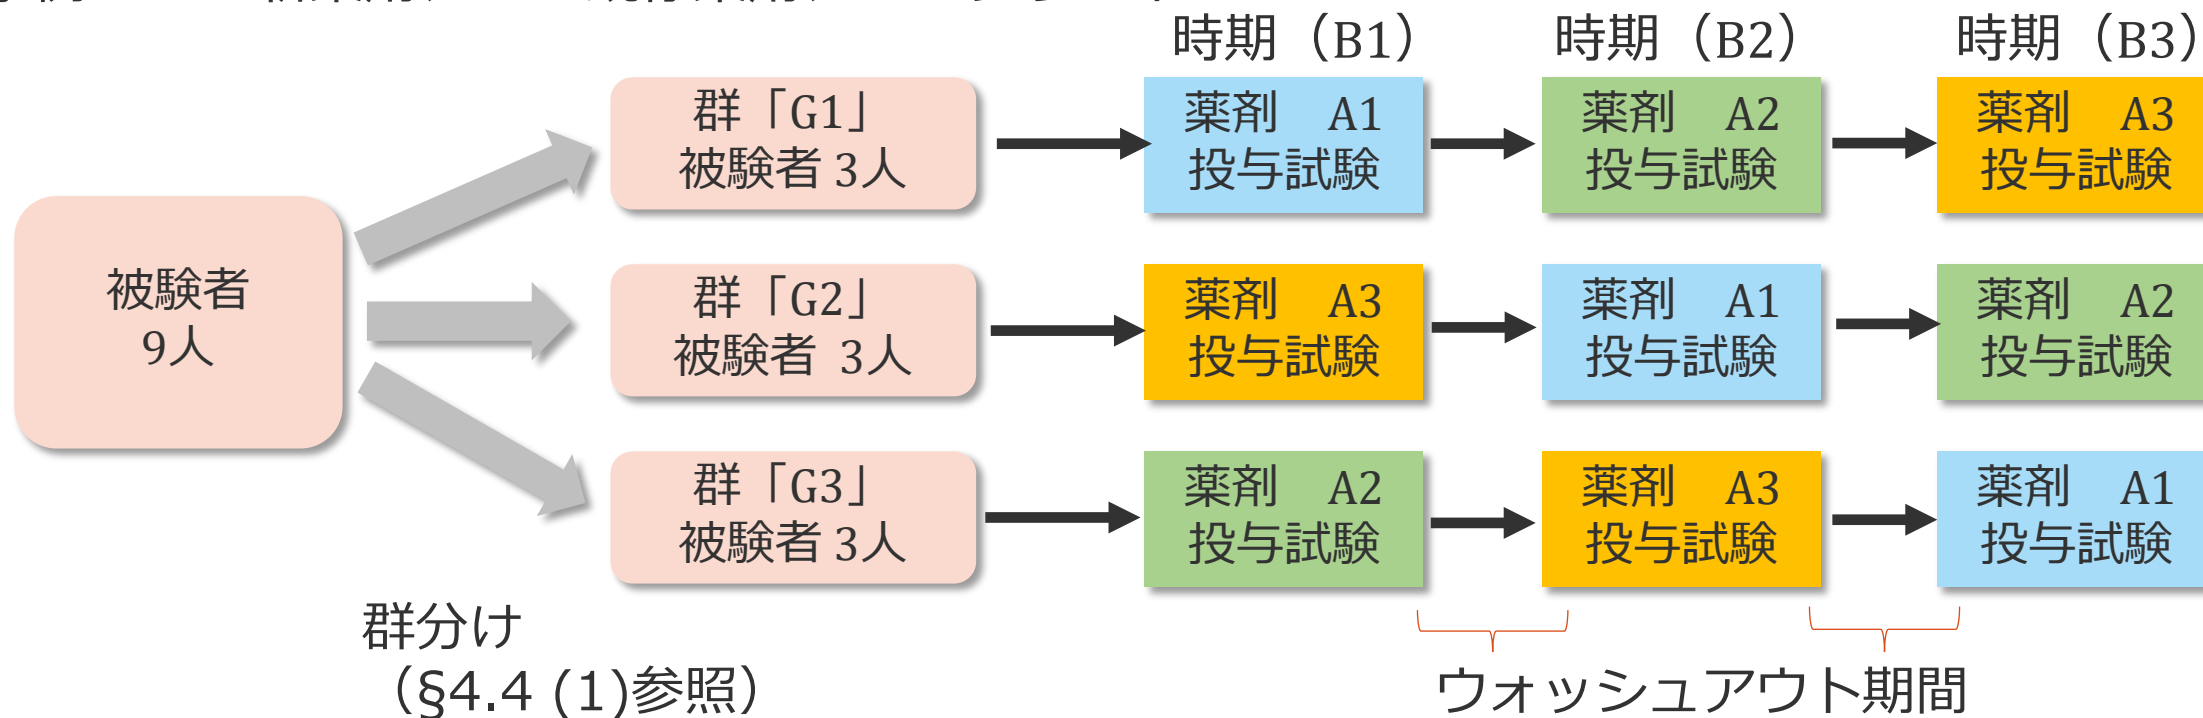 時期（B1）
時期（B2）
時期（B3）
群「G1」
被験者 3人
薬剤　A1
投与試験
薬剤　A2
投与試験
薬剤　A3
投与試験
被験者
9人
群「G2」
被験者 3人
薬剤　A3
投与試験
薬剤　A1
投与試験
薬剤　A2
投与試験
群「G3」
被験者 3人
薬剤　A2
投与試験
薬剤　A3
投与試験
薬剤　A1
投与試験
群分け
（§4.4 (1)参照）
ウォッシュアウト期間